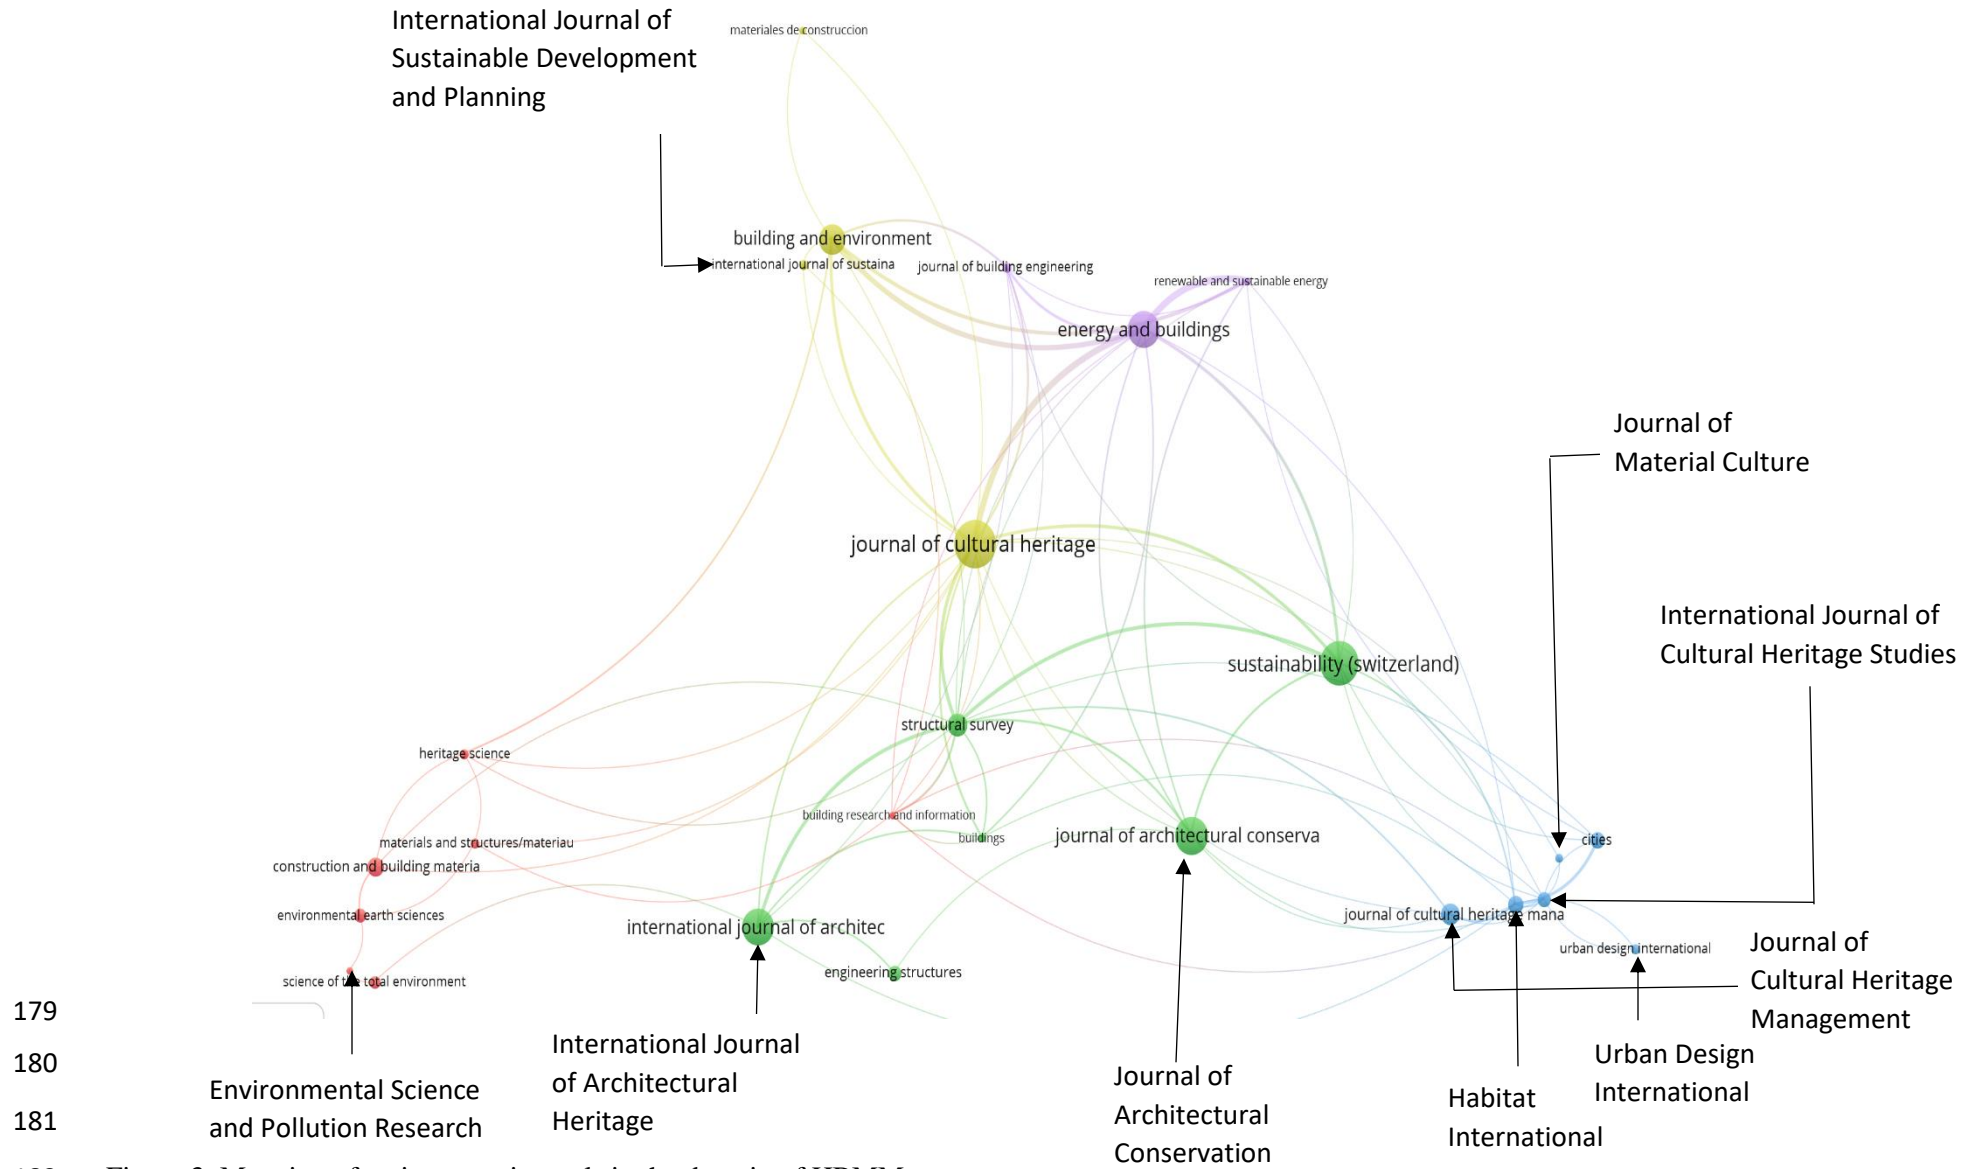 International Journal of
Sustainable Development
and Planning
materiales de construccion
building and environment
international journal of sustaina
journal of building engineering
renewable and sustainable energy
energy and buildings
Journal of
Material Culture
journal of cultural heritage
International Journal of
Cultural Heritage Studies
sustainability (switzerland)
structural survey
heritage science
building research and information
buildings
journal of architectural conserva
cities
materials and structures/materiau
construction and building materia
environmental earth sciences
international journal of architec
journal of cultural heritage mana
urban design international
engineering structures
science of the total environment
Journal of
Cultural Heritage
Management
179
180
181
Environmental Science
and Pollution Research
International Journal
of Architectural
Heritage
Journal of
Architectural
Conservation
Habitat
International
Urban Design
International